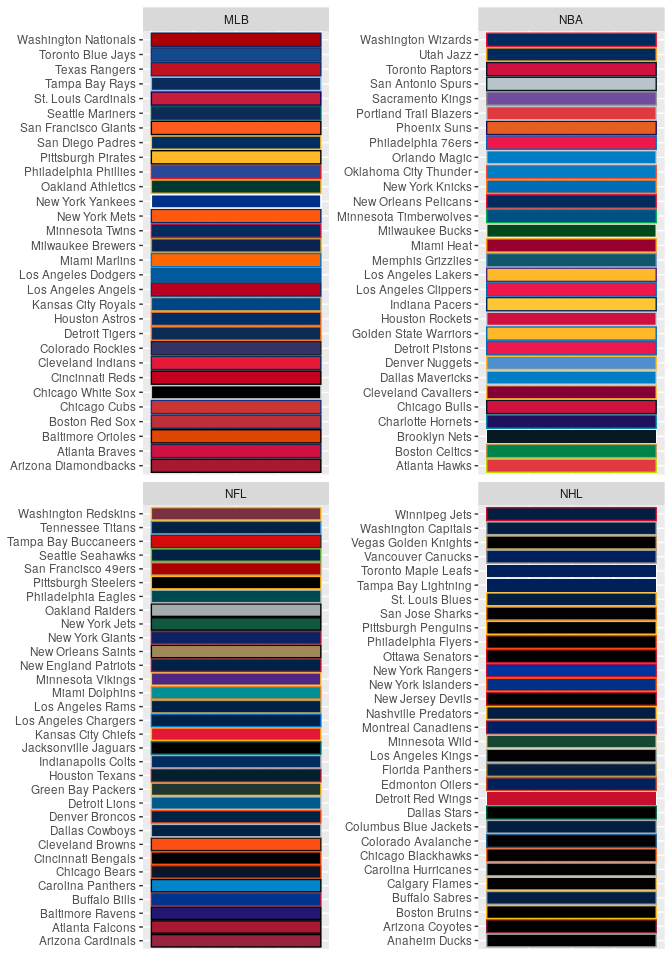 MLB
Washington Nationals
Toronto Blue Jays
Texas Rangers
Tampa Bay Rays
St. Louis Cardinals
Seattle Mariners
San Francisco Giants
San Diego Padres
Pittsburgh Pirates
Philadelphia Phillies
Oakland Athletics
New York Yankees
New York Mets
Minnesota Twins
Milwaukee Brewers
Miami Marlins
Los Angeles Dodgers
Los Angeles Angels
Kansas City Royals
Houston Astros
Detroit Tigers
Colorado Rockies
Cleveland Indians
Cincinnati Reds
Chicago White Sox
Chicago Cubs
Boston Red Sox
Baltimore Orioles
Atlanta Braves
Arizona Diamondbacks
NBA
Washington Wizards
Utah Jazz
Toronto Raptors
San Antonio Spurs
Sacramento Kings
Portland Trail Blazers
Phoenix Suns
Philadelphia 76ers
Orlando Magic
Oklahoma City Thunder
New York Knicks
New Orleans Pelicans
Minnesota Timberwolves
Milwaukee Bucks
Miami Heat
Memphis Grizzlies
Los Angeles Lakers
Los Angeles Clippers
Indiana Pacers
Houston Rockets
Golden State Warriors
Detroit Pistons
Denver Nuggets
Dallas Mavericks
Cleveland Cavaliers
Chicago Bulls
Charlotte Hornets
Brooklyn Nets
Boston Celtics
Atlanta Hawks
NFL
Washington Redskins
Tennessee Titans
Tampa Bay Buccaneers
Seattle Seahawks
San Francisco 49ers
Pittsburgh Steelers
Philadelphia Eagles
Oakland Raiders
New York Jets
New York Giants
New Orleans Saints
New England Patriots
Minnesota Vikings
Miami Dolphins
Los Angeles Rams
Los Angeles Chargers
Kansas City Chiefs
Jacksonville Jaguars
Indianapolis Colts
Houston Texans
Green Bay Packers
Detroit Lions
Denver Broncos
Dallas Cowboys
Cleveland Browns
Cincinnati Bengals
Chicago Bears
Carolina Panthers
Buffalo Bills
Baltimore Ravens
Atlanta Falcons
Arizona Cardinals
NHL
Winnipeg Jets
Washington Capitals
Vegas Golden Knights
Vancouver Canucks
Toronto Maple Leafs
Tampa Bay Lightning
St. Louis Blues
San Jose Sharks
Pittsburgh Penguins
Philadelphia Flyers
Ottawa Senators
New York Rangers
New York Islanders
New Jersey Devils
Nashville Predators
Montreal Canadiens
Minnesota Wild
Los Angeles Kings
Florida Panthers
Edmonton Oilers
Detroit Red Wings
Dallas Stars
Columbus Blue Jackets
Colorado Avalanche
Chicago Blackhawks
Carolina Hurricanes
Calgary Flames
Buffalo Sabres
Boston Bruins
Arizona Coyotes
Anaheim Ducks